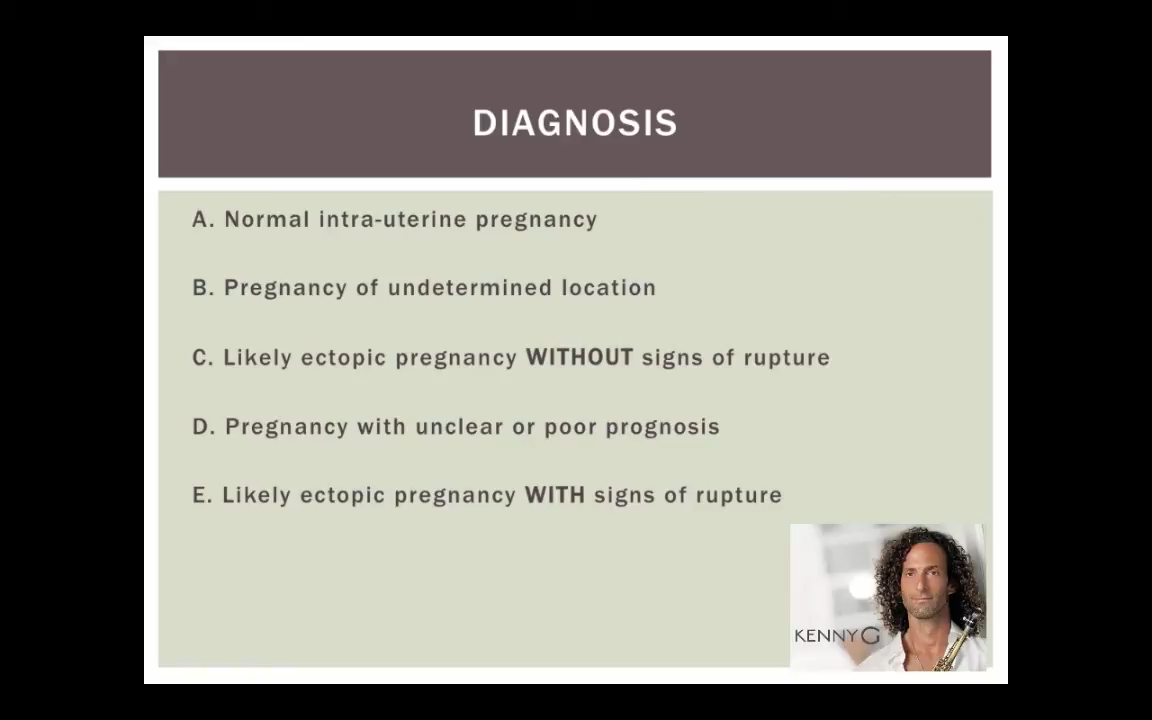 DIAGNOSIS
A. Normal intra-uterine pregnancy
B. Pregnancy of undetermined location
C. Likely ectopic pregnancy WITHOUT signs of rupture
D. Pregnancy with unclear or poor prognosis
E. Likely ectopic pregnancy WITH signs of rupture
KENNY G